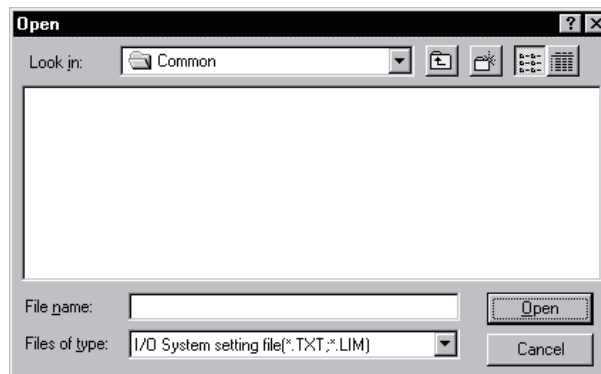 Open
Look in: Common
File name:
Open
Files of type: I/O System setting file(*.TXT;*.LIM)
Cancel